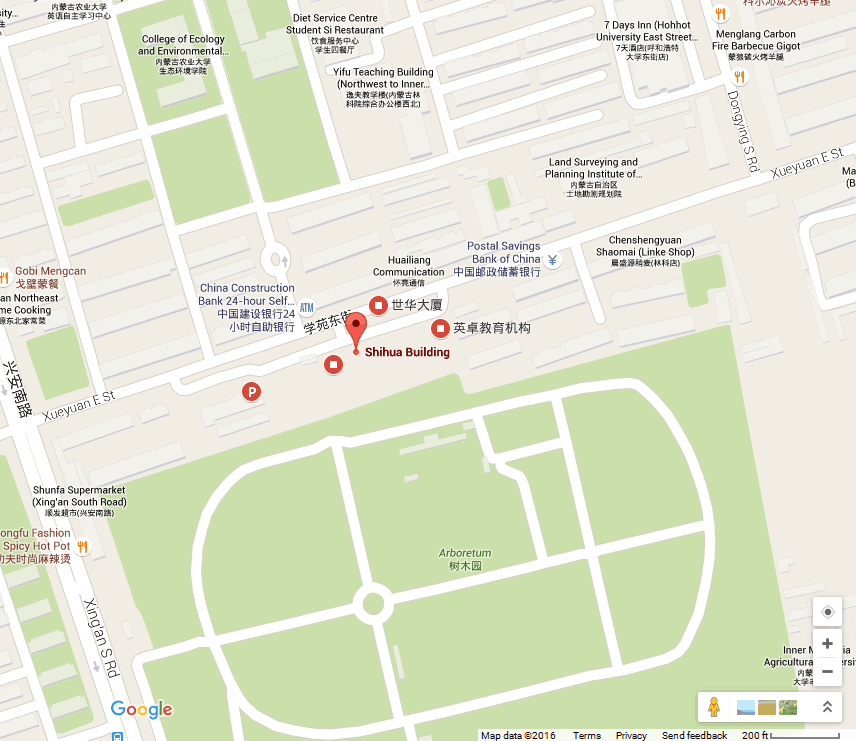 内蒙古农业大学
英语自主学习中心
Diet Service Centre
Student Si Restaurant
饮食服务中心
学生四餐厅
7 Days Inn (Hohhot
University East Street...
7天酒店(呼和浩特
大学东街店)
Menglang Carbon
Fire Barbecue Gigot
蒙狼碳火烤羊腿
College of Ecology
and Environmental...
内蒙古农业大学
生态环境学院
Yifu Teaching Building
(Northwest to Inner...
逸夫教学楼(内蒙古林
科院综合办公楼西北)
Dongying S Rd
Xueyuan E St
Land Surveying and
Planning Institute of...
内蒙古自治区
土地勘测规划院
Gobi Mengcan
戈壁蒙餐
an Northeast
me Cooking
源东北家常菜
Huailiang
Communication
怀亮通信
Postal Savings
Bank of China
中国邮政储蓄银行
Chenshengyuan
Shaomai (Linke Shop)
晨盛源稍麦(林科店)
China Construction
Bank 24-hour Self...
中国建设银行24
小时自助银行
ATM
世华大厦
学苑东街
英卓教育机构
Shihua Building
P
兴安南路
Xueyuan E St
Shunfa Supermarket
(Xing'an South Road)
顺发超市(兴安南路)
ongfu Fashion
Spicy Hot Pot
功夫时尚麻辣烫
Arboretum
树木园
Xing'an S Rd
Google
Map data ©2016 Terms Privacy Send feedback 200 ft